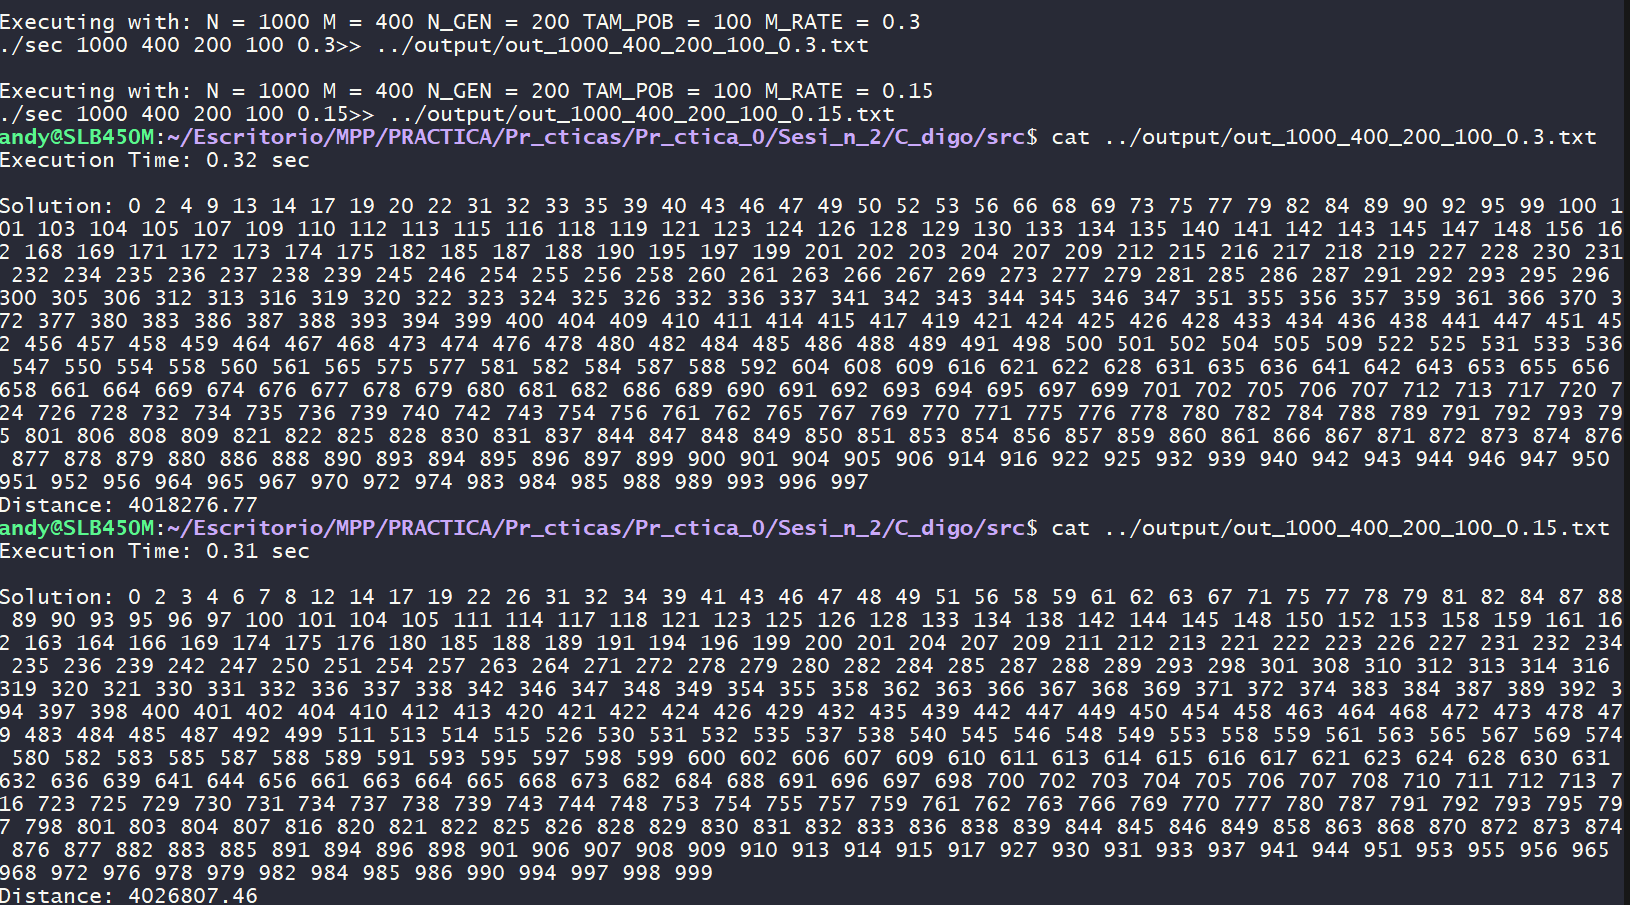 Executing with: N = 1000 M = 400 N_GEN = 200 TAM_POB = 100 M_RATE = 0.3
./sec 1000 400 200 100 0.3>> ../output/out_1000_400_200_100_0.3.txt
Executing with: N = 1000 M = 400 N_GEN = 200 TAM_POB = 100 M_RATE = 0.15
./sec 1000 400 200 100 0.15>> ../output/out_1000_400_200_100_0.15.txt
andy@SLB450M:~/Escritorio/MPP/PRACTICA/Pr_cticas/Pr_ctica_0/Sesi_n_2/C_digo/src$ cat ../output/out_1000_400_200_100_0.3.txt
Execution Time: 0.32 sec
Solution: 0 2 4 9 13 14 17 19 20 22 31 32 33 35 39 40 43 46 47 49 50 52 53 56 66 68 69 73 75 77 79 82 84 89 90 92 95 99 100 1
01 103 104 105 107 109 110 112 113 115 116 118 119 121 123 124 126 128 129 130 133 134 135 140 141 142 143 145 147 148 156 16
2 168 169 171 172 173 174 175 182 185 187 188 190 195 197 199 201 202 203 204 207 209 212 215 216 217 218 219 227 228 230 231
 232 234 235 236 237 238 239 245 246 254 255 256 258 260 261 263 266 267 269 273 277 279 281 285 286 287 291 292 293 295 296
300 305 306 312 313 316 319 320 322 323 324 325 326 332 336 337 341 342 343 344 345 346 347 351 355 356 357 359 361 366 370 3
72 377 380 383 386 387 388 393 394 399 400 404 409 410 411 414 415 417 419 421 424 425 426 428 433 434 436 438 441 447 451 45
2 456 457 458 459 464 467 468 473 474 476 478 480 482 484 485 486 488 489 491 498 500 501 502 504 505 509 522 525 531 533 536
 547 550 554 558 560 561 565 575 577 581 582 584 587 588 592 604 608 609 616 621 622 628 631 635 636 641 642 643 653 655 656
658 661 664 669 674 676 677 678 679 680 681 682 686 689 690 691 692 693 694 695 697 699 701 702 705 706 707 712 713 717 720 7
24 726 728 732 734 735 736 739 740 742 743 754 756 761 762 765 767 769 770 771 775 776 778 780 782 784 788 789 791 792 793 79
5 801 806 808 809 821 822 825 828 830 831 837 844 847 848 849 850 851 853 854 856 857 859 860 861 866 867 871 872 873 874 876
 877 878 879 880 886 888 890 893 894 895 896 897 899 900 901 904 905 906 914 916 922 925 932 939 940 942 943 944 946 947 950
951 952 956 964 965 967 970 972 974 983 984 985 988 989 993 996 997
Distance: 4018276.77
andy@SLB450M:~/Escritorio/MPP/PRACTICA/Pr_cticas/Pr_ctica_0/Sesi_n_2/C_digo/src$ cat ../output/out_1000_400_200_100_0.15.txt
Execution Time: 0.31 sec
Solution: 0 2 3 4 6 7 8 12 14 17 19 22 26 31 32 34 39 41 43 46 47 48 49 51 56 58 59 61 62 63 67 71 75 77 78 79 81 82 84 87 88
 89 90 93 95 96 97 100 101 104 105 111 114 117 118 121 123 125 126 128 133 134 138 142 144 145 148 150 152 153 158 159 161 16
2 163 164 166 169 174 175 176 180 185 188 189 191 194 196 199 200 201 204 207 209 211 212 213 221 222 223 226 227 231 232 234
 235 236 239 242 247 250 251 254 257 263 264 271 272 278 279 280 282 284 285 287 288 289 293 298 301 308 310 312 313 314 316
319 320 321 330 331 332 336 337 338 342 346 347 348 349 354 355 358 362 363 366 367 368 369 371 372 374 383 384 387 389 392 3
94 397 398 400 401 402 404 410 412 413 420 421 422 424 426 429 432 435 439 442 447 449 450 454 458 463 464 468 472 473 478 47
9 483 484 485 487 492 499 511 513 514 515 526 530 531 532 535 537 538 540 545 546 548 549 553 558 559 561 563 565 567 569 574
 580 582 583 585 587 588 589 591 593 595 597 598 599 600 602 606 607 609 610 611 613 614 615 616 617 621 623 624 628 630 631
632 636 639 641 644 656 661 663 664 665 668 673 682 684 688 691 696 697 698 700 702 703 704 705 706 707 708 710 711 712 713 7
16 723 725 729 730 731 734 737 738 739 743 744 748 753 754 755 757 759 761 762 763 766 769 770 777 780 787 791 792 793 795 79
7 798 801 803 804 807 816 820 821 822 825 826 828 829 830 831 832 833 836 838 839 844 845 846 849 858 863 868 870 872 873 874
 876 877 882 883 885 891 894 896 898 901 906 907 908 909 910 913 914 915 917 927 930 931 933 937 941 944 951 953 955 956 965
968 972 976 978 979 982 984 985 986 990 994 997 998 999
Distance: 4026807.46